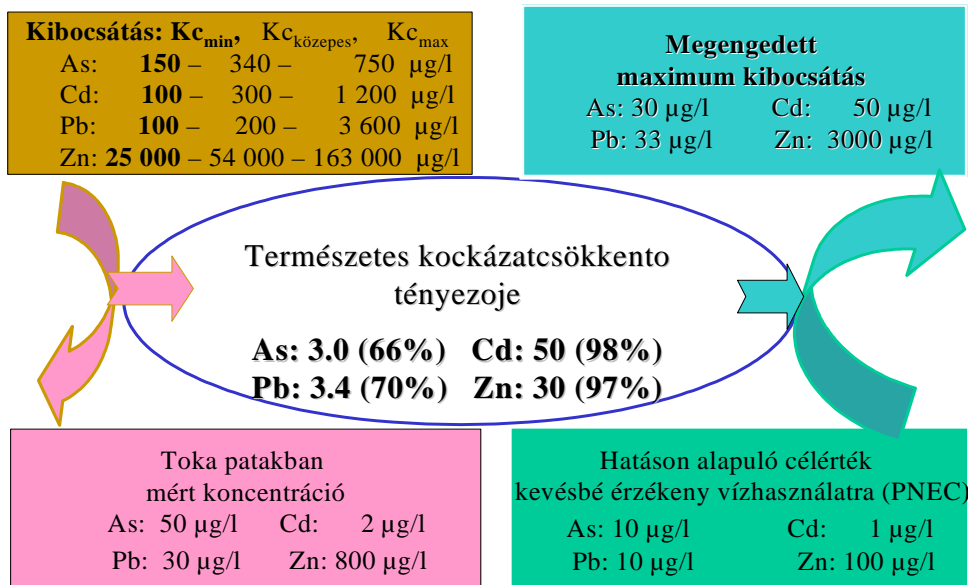 Kibocsátás: Kcmin, Kcközepes, Kcmax
As: 150 – 340 – 750 µg/l
Cd: 100 – 300 – 1 200 µg/l
Pb: 100 – 200 – 3 600 µg/l
Zn: 25 000 – 54 000 – 163 000 µg/l
Megengedett
maximum kibocsátás
As: 30 µg/l Cd: 50 µg/l
Pb: 33 µg/l Zn: 3000 µg/l
Természetes kockázatcsökkento
tényezoje
As: 3.0 (66%) Cd: 50 (98%)
Pb: 3.4 (70%) Zn: 30 (97%)
Toka patakban
mért koncentráció
As: 50 µg/l Cd: 2 µg/l
Pb: 30 µg/l Zn: 800 µg/l
Hatáson alapuló célérték
kevésbé érzékeny vízhasználatra (PNEC)
As: 10 µg/l Cd: 1 µg/l
Pb: 10 µg/l Zn: 100 µg/l